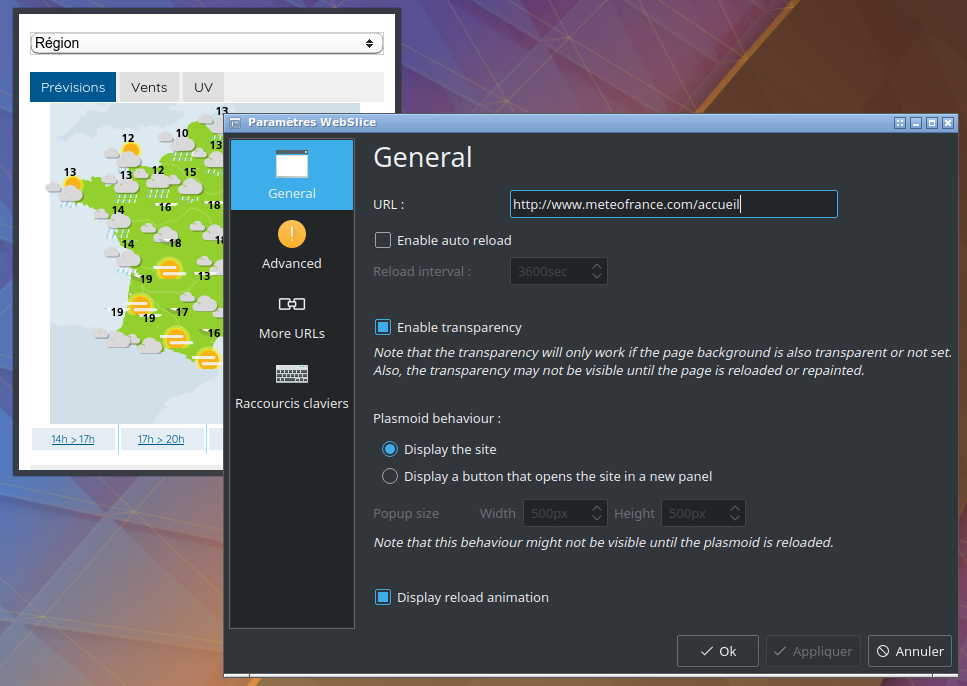 Région
Prévisions
Vents
UV
13
12
10
13
13
13
12
15
14
16
18
14
18
18
19
13
19
19
17
16
14h > 17h
17h > 20h
Paramètres WebSlice
General
Advanced
More URLs
Raccourcis claviers
General
URL :
http://www.meteofrance.com/accueil
Enable auto reload
Reload interval :
3600sec
Enable transparency
Note that the transparency will only work if the page background is also transparent or not set.
Also, the transparency may not be visible until the page is reloaded or repainted.
Plasmoid behaviour :
Display the site
Display a button that opens the site in a new panel
Popup size
Width
500px
Height
500px
Note that this behaviour might not be visible until the plasmoid is reloaded.
Display reload animation
Ok
Appliquer
Annuler